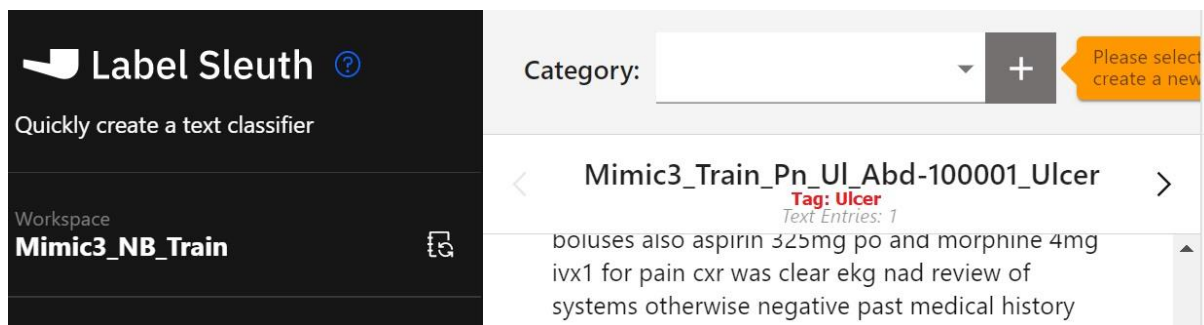 Label Sleuth ?
Quickly create a text classifier
Workspace
Mimic3_NB_Train
Category:
+
Please select
create a new
Mimic3_Train_Pn_Ul_Abd-100001_Ulcer
Tag: Ulcer
Text Entries: 1
boluses also aspirin 325mg po and morphine 4mg
ivx1 for pain cxr was clear ekg nad review of
systems otherwise negative past medical history